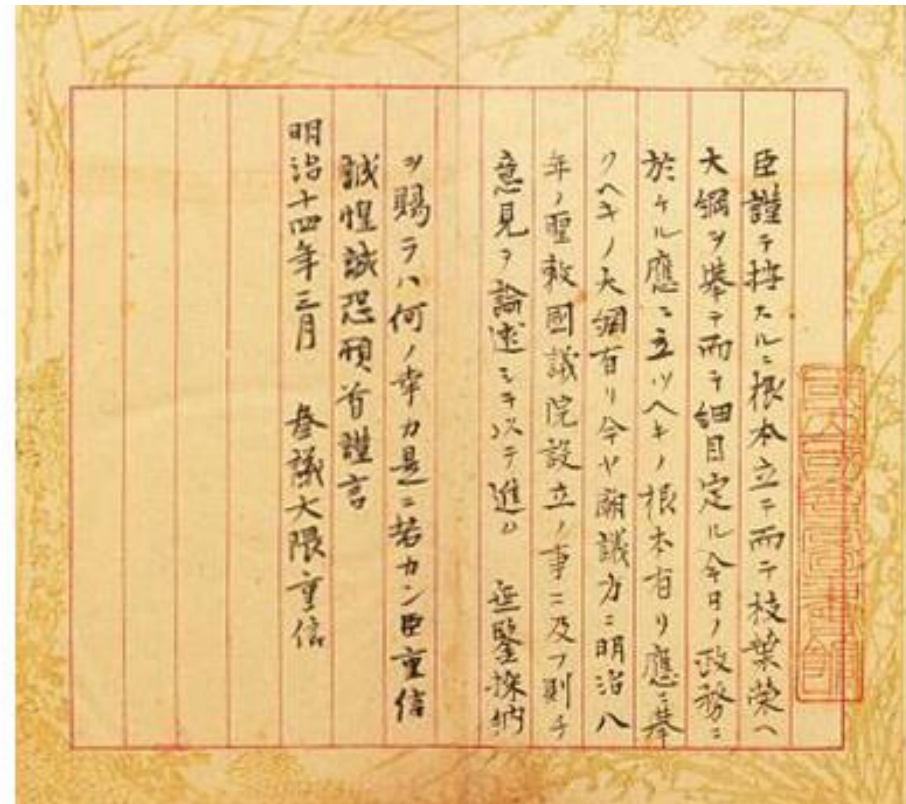 臣謹テ按スルニ根本立テ而テ枝葉榮ヘ
大綱ヲ擧テ而テ細目定ル今日ノ政務ニ
於ケル應ニ立ツヘキノ根本有リ應ニ擧
クヘキノ大綱有リ今ヤ廟議方ニ明治八
年ノ聖敕國議院設立ノ事ニ及フ則チ
意見ヲ論述シテ以テ進ム 垂鑒採納
ヲ賜ラハ何ノ幸カ是ニ若カン臣重信
誠惶誠恐頓首謹言
明治十四年三月 參議大隈重信